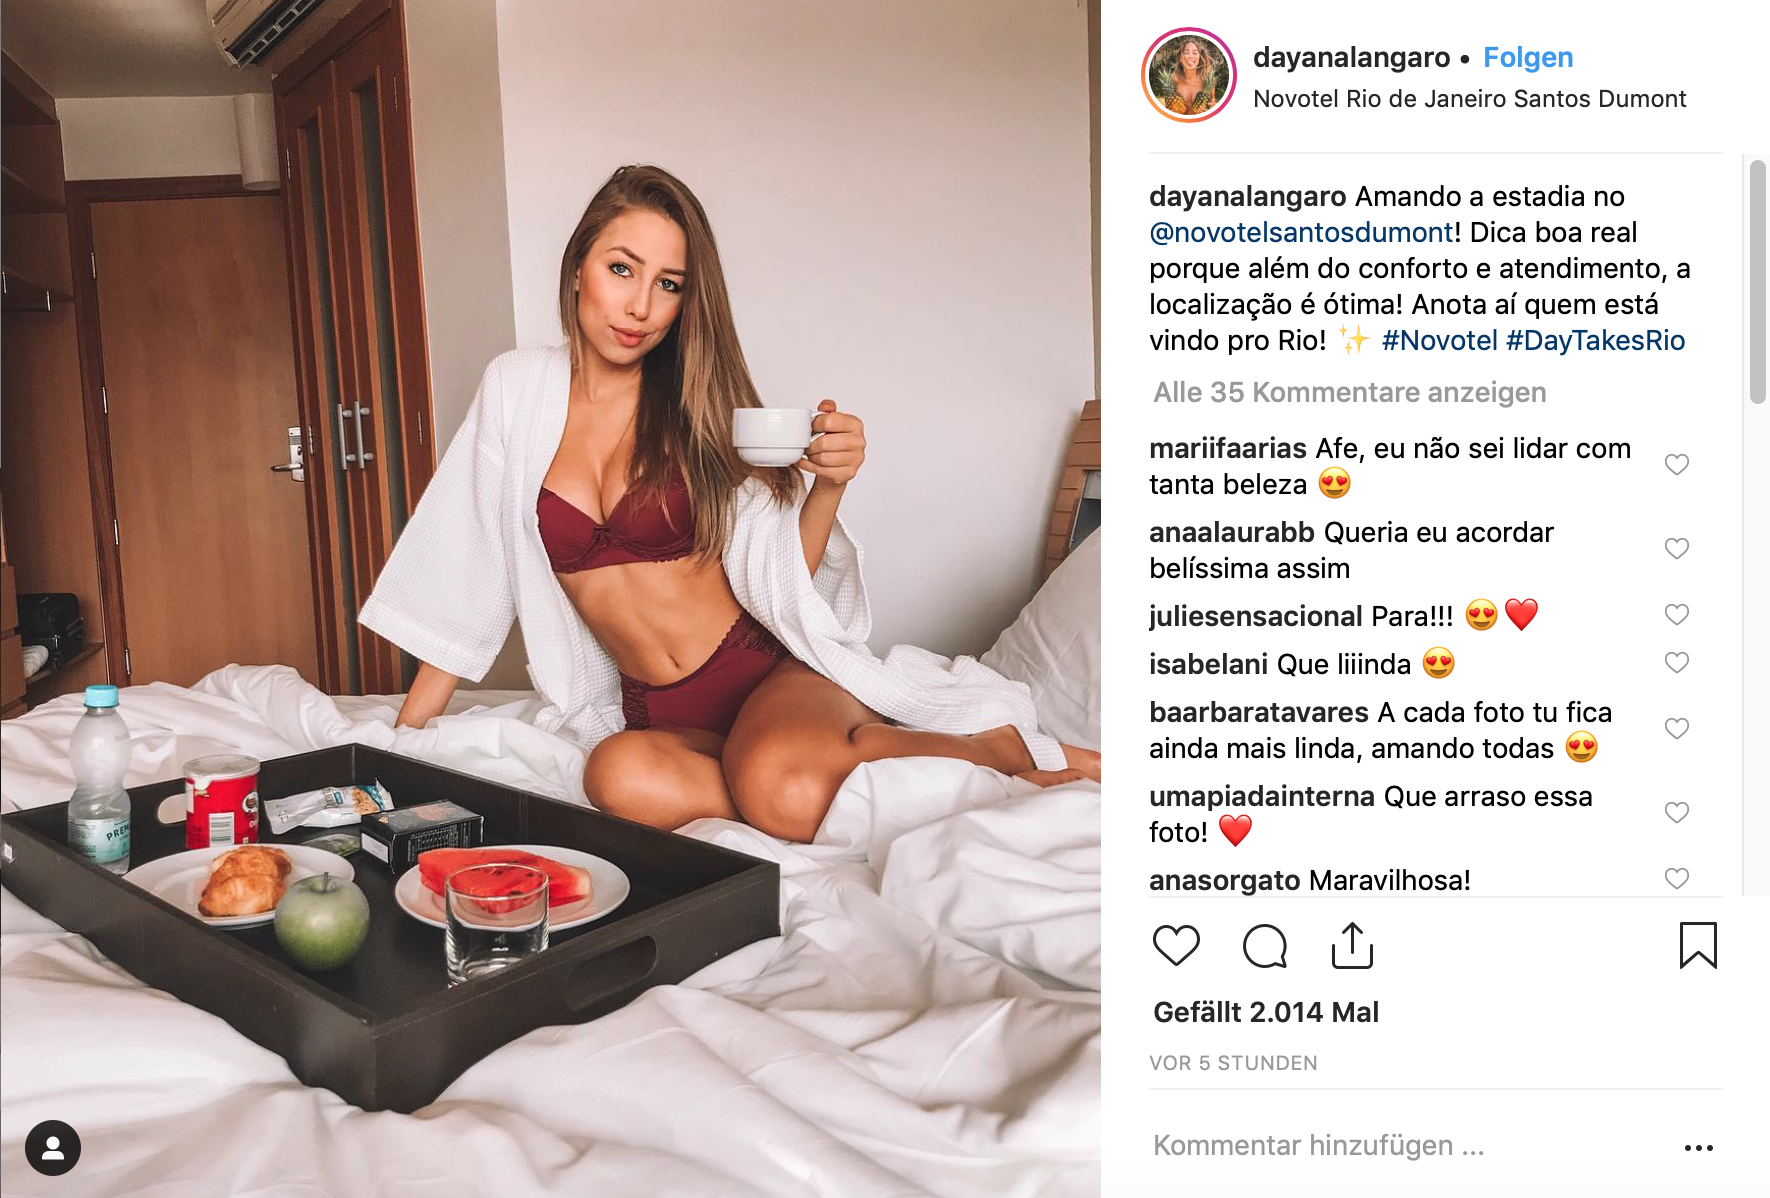 dayanalangaro • Folgen
Novotel Rio de Janeiro Santos Dumont
dayanalangaro Amando a estadia no
@novotelsantosdumont! Dica boa real
porque além do conforto e atendimento, a
localização é ótima! Anota aí quem está
vindo pro Rio! ✨ #Novotel #DayTakesRio
Alle 35 Kommentare anzeigen
mariifaarias Afe, eu não sei lidar com
tanta beleza 😍
anaalaurabb Queria eu acordar
belíssima assim
juliesensacional Para!!! 😍❤️
isabelani Que liiinda 😍
baarbaratavares A cada foto tu fica
ainda mais linda, amando todas 😍
umapiadainterna Que arraso essa
foto! ❤️
anasorgato Maravilhosa!
Gefällt 2.014 Mal
VOR 5 STUNDEN
Kommentar hinzufügen ...